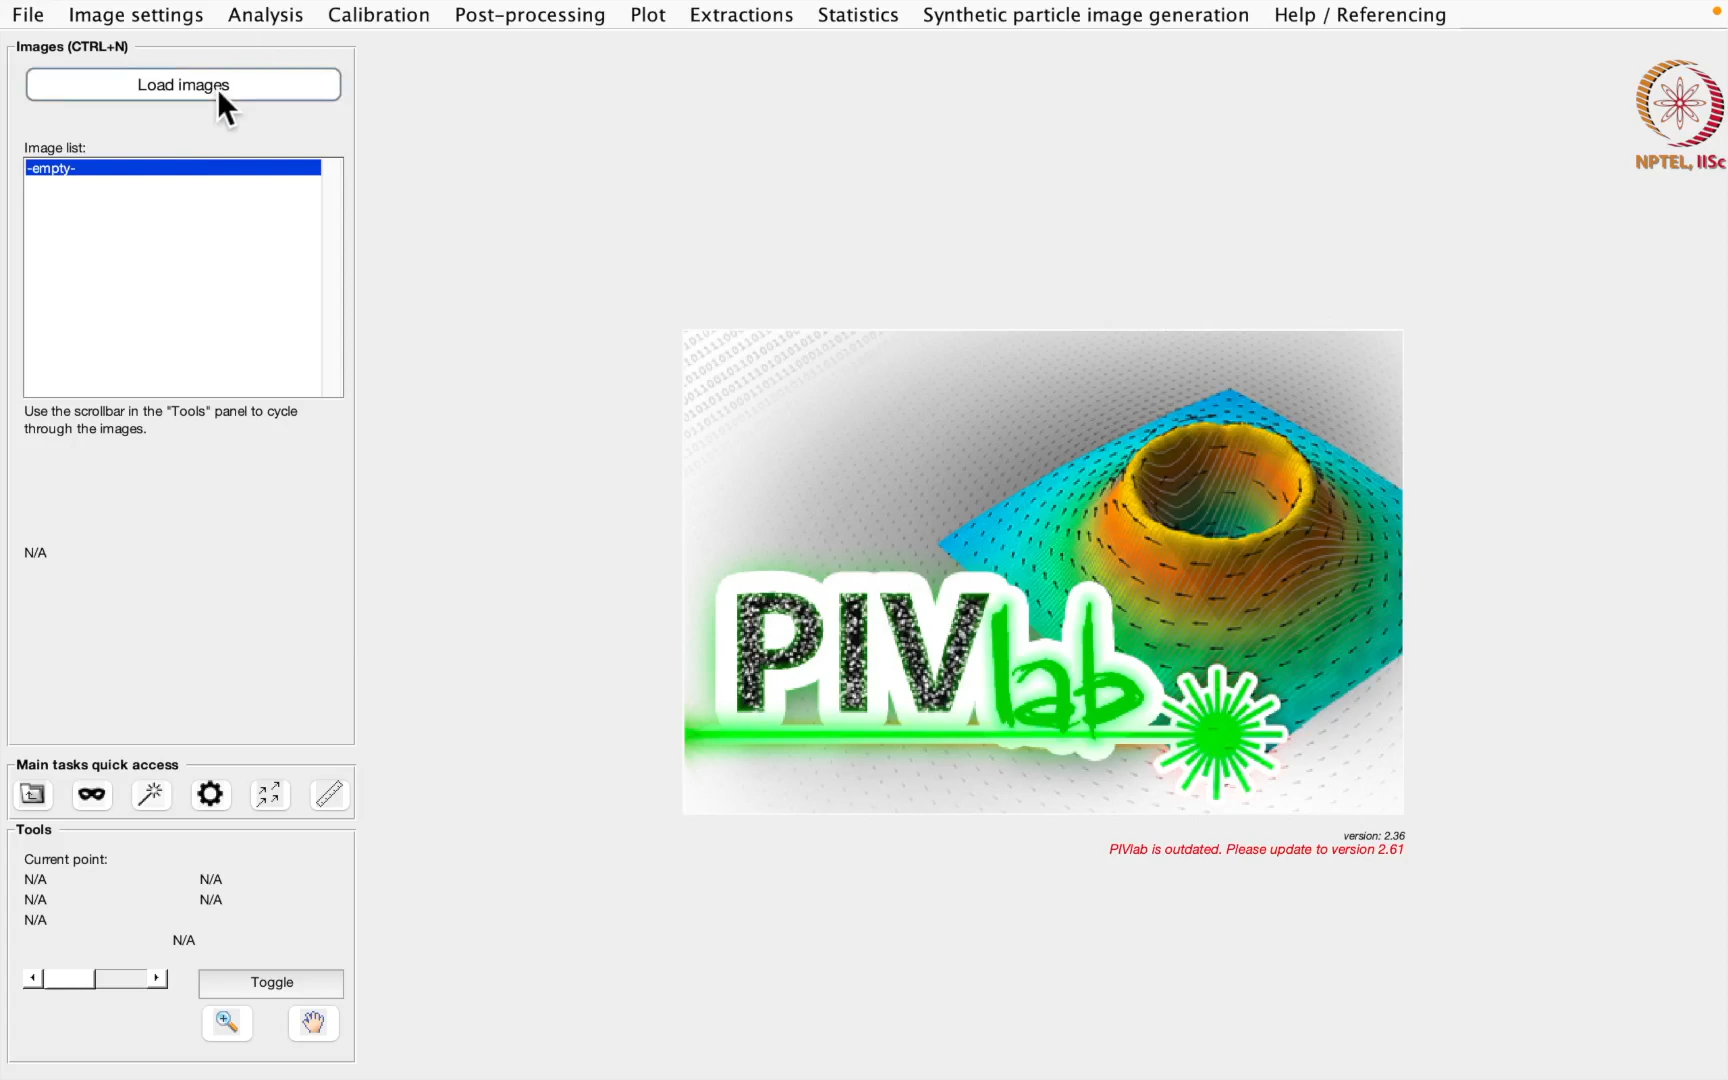 File Image settings Analysis Calibration Post-processing Plot Extractions Statistics Synthetic particle image generation Help / Referencing
Images (CTRL+N)
Load images
NPTEL, IISc
Image list:
-empty-
Use the scrollbar in the "Tools" panel to cycle
through the images.
N/A
PIVlab
Main tasks quick access
version: 2.36
PIVlab is outdated. Please update to version 2.61
Tools
Current point:
N/A N/A
N/A N/A
N/A
N/A
Toggle